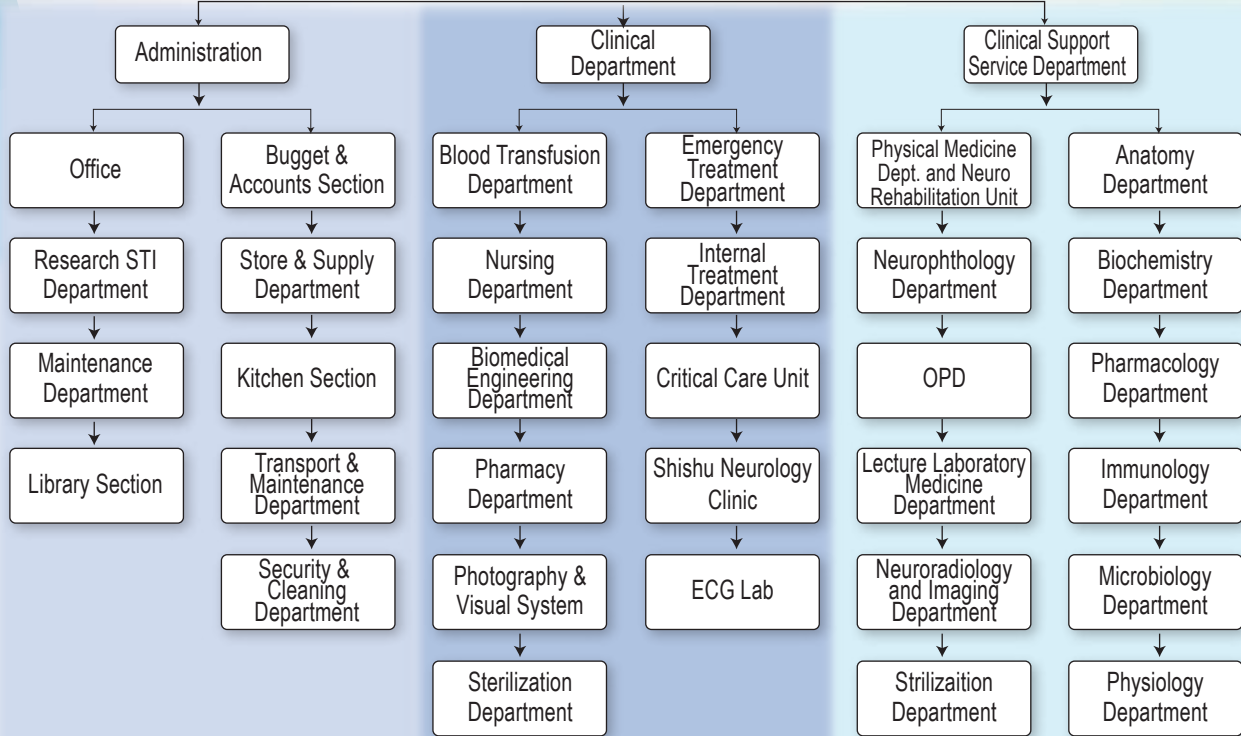 Administration
Clinical
Department
Clinical Support
Service Department
Office
Research STI
Department
Maintenance
Department
Library Section
Bugget &
Accounts Section
Store & Supply
Department
Kitchen Section
Transport &
Maintenance
Department
Security &
Cleaning
Department
Blood Transfusion
Department
Nursing
Department
Biomedical
Engineering
Department
Pharmacy
Department
Photography &
Visual System
Sterilization
Department
Emergency
Treatment
Department
Internal
Treatment
Department
Critical Care Unit
Shishu Neurology
Clinic
ECG Lab
Physical Medicine
Dept. and Neuro
Rehabilitation Unit
Neurophthology
Department
OPD
Lecture Laboratory
Medicine
Department
Neuroradiology
and Imaging
Department
Strilizaition
Department
Anatomy
Department
Biochemistry
Department
Pharmacology
Department
Immunology
Department
Microbiology
Department
Physiology
Department